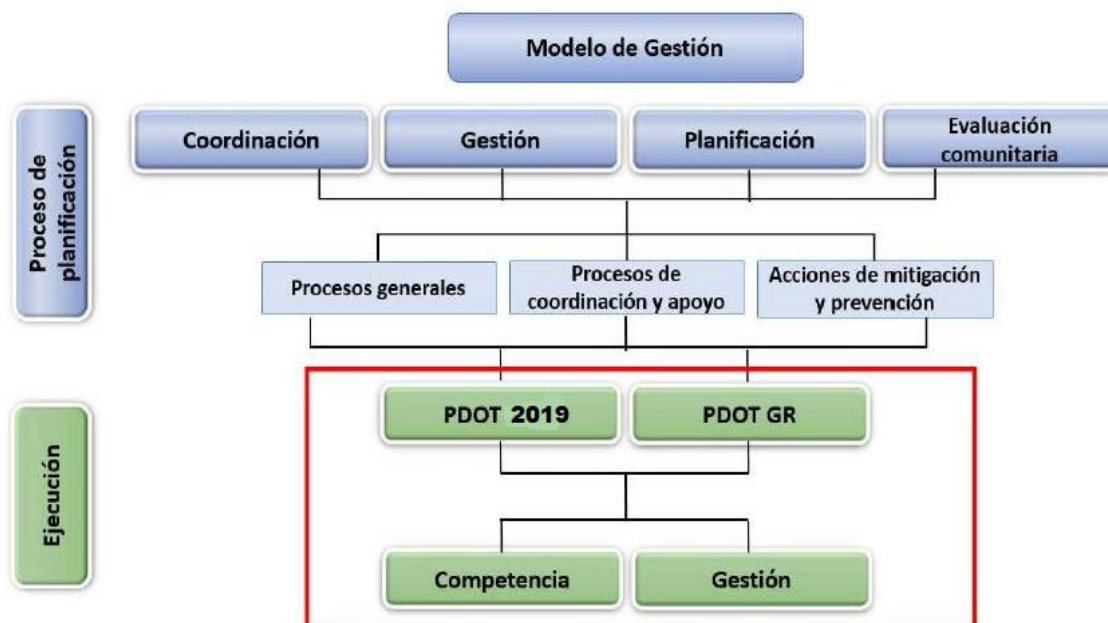 Modelo de Gestión
Proceso de
planificación
Coordinación
Gestión
Planificación
Evaluación
comunitaria
Procesos generales
Procesos de
coordinación y apoyo
Acciones de mitigación
y prevención
Ejecución
PDOT 2019
PDOT GR
Competencia
Gestión